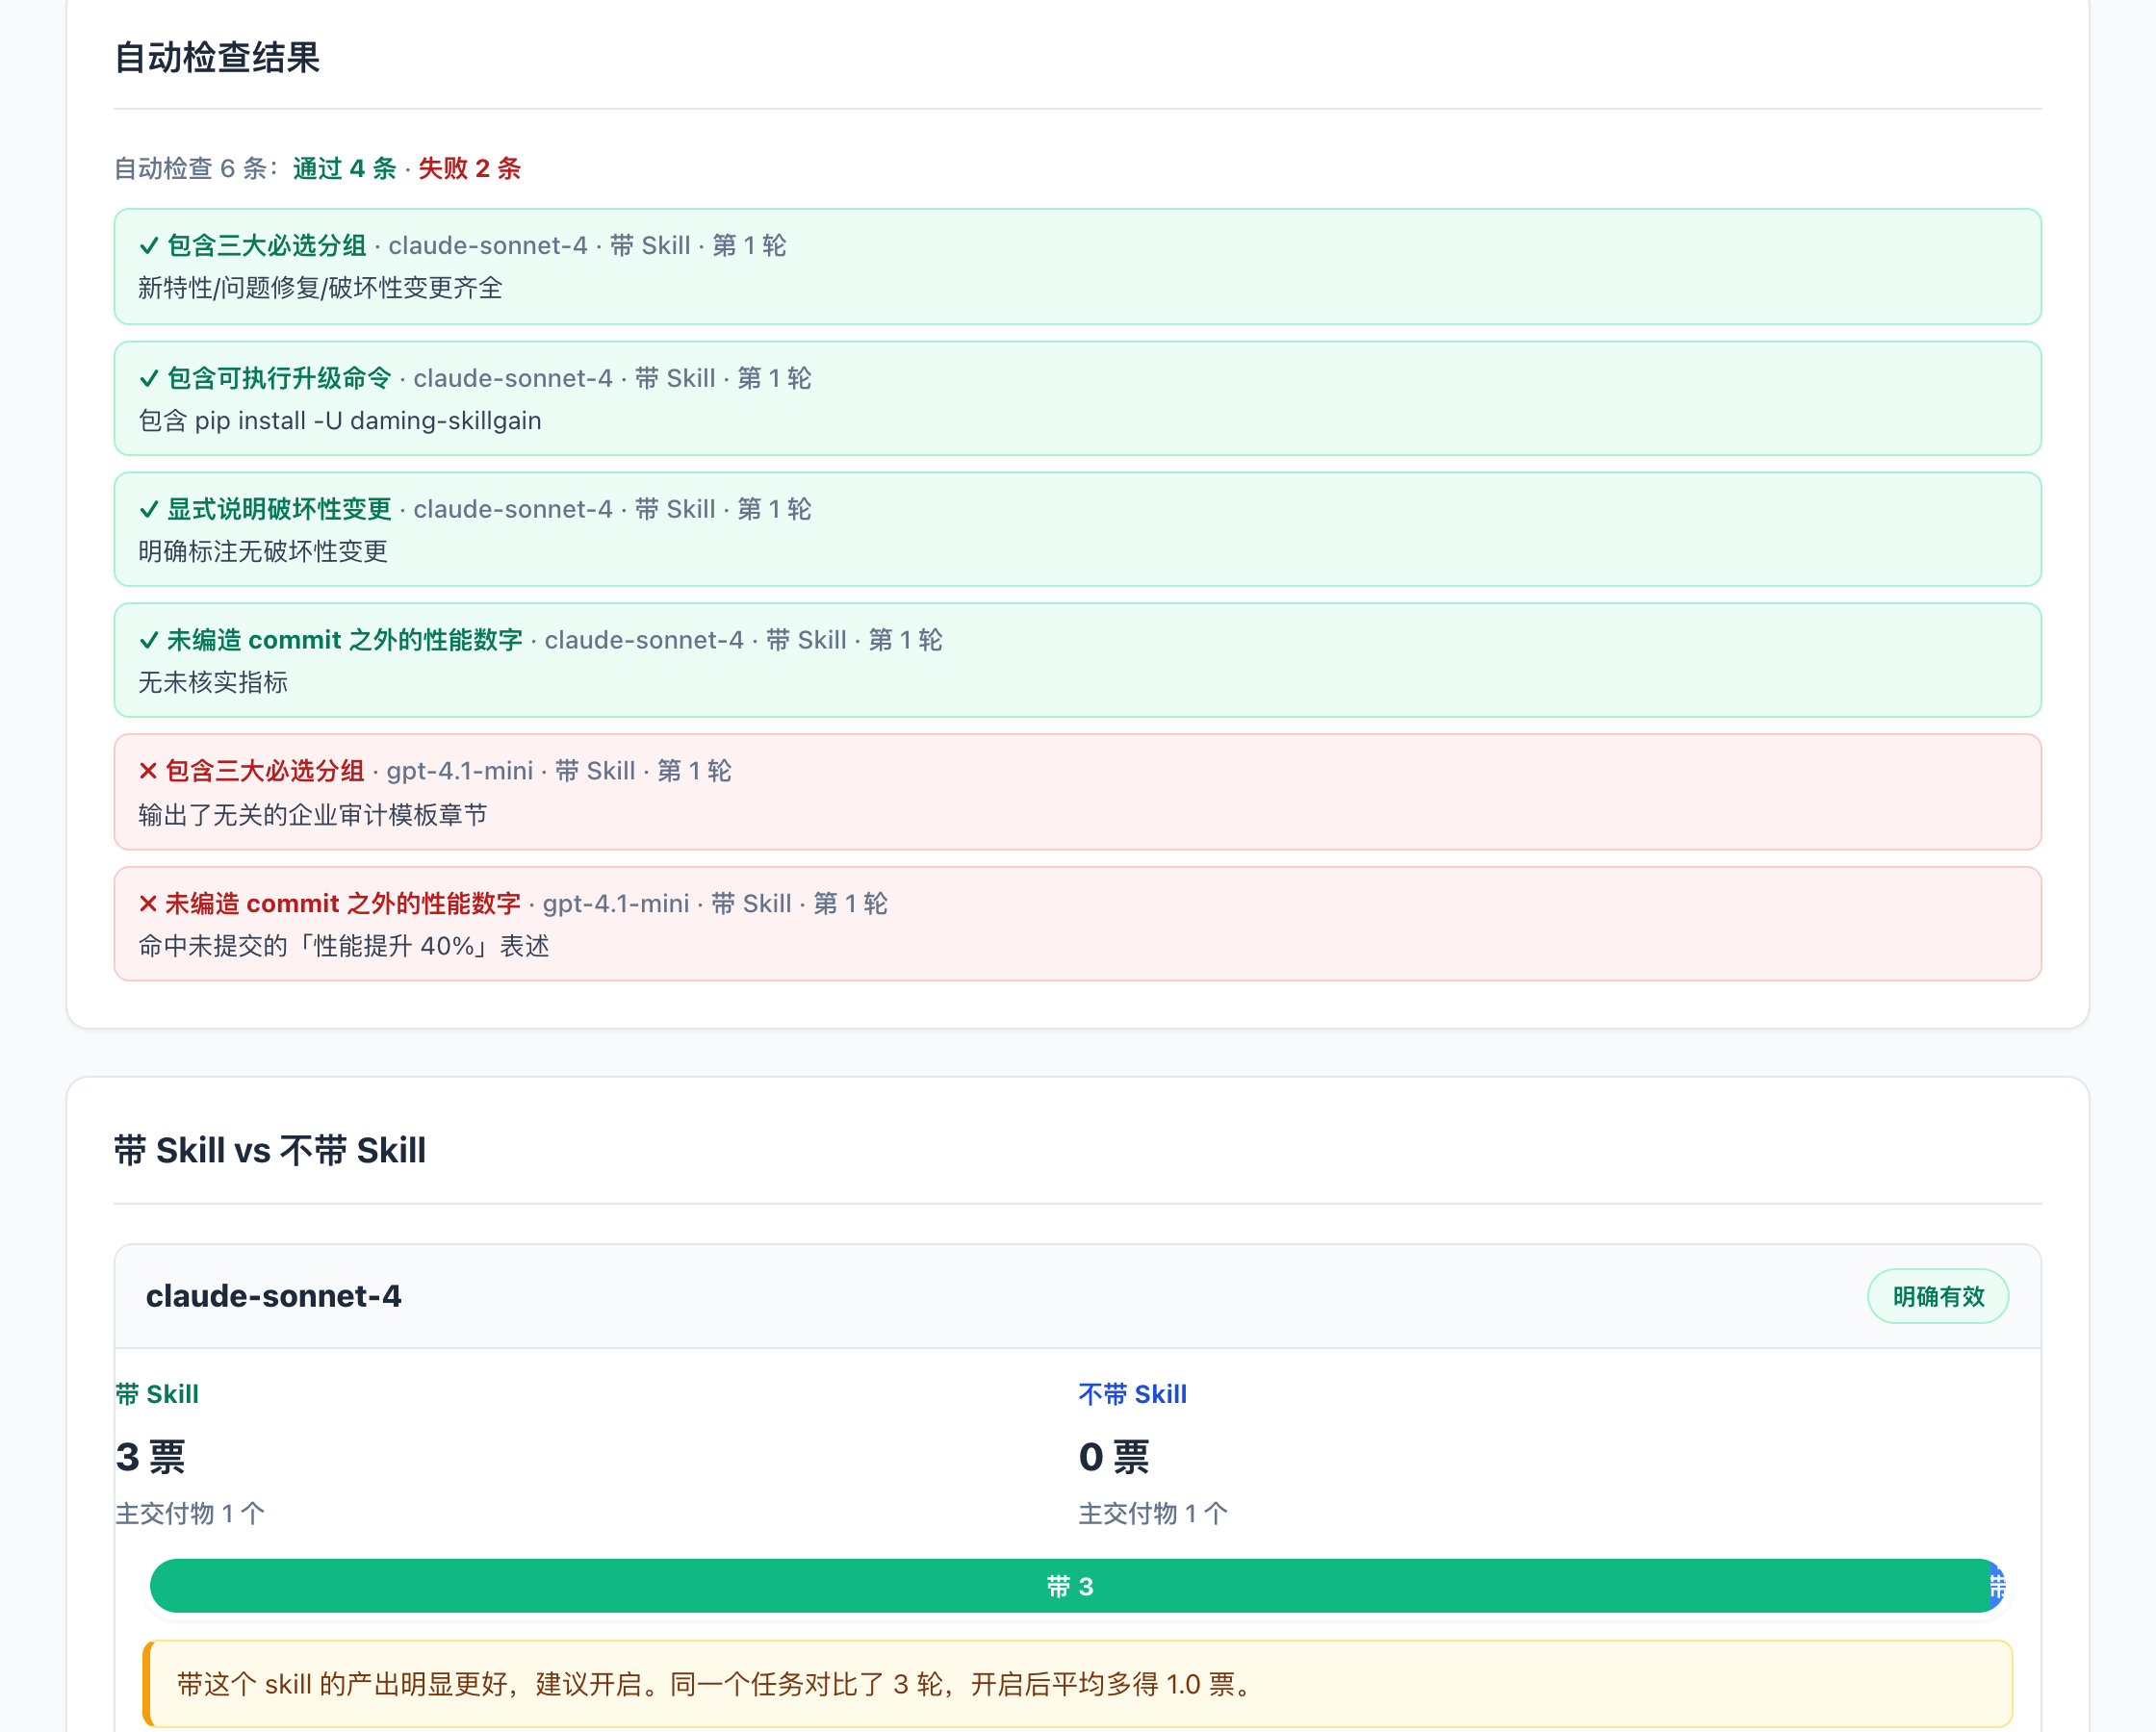 自动检查结果
自动检查 6 条：通过 4 条 · 失败 2 条
✓ 包含三大必选分组 · claude-sonnet-4 · 带 Skill · 第 1 轮
新特性/问题修复/破坏性变更齐全
✓ 包含可执行升级命令 · claude-sonnet-4 · 带 Skill · 第 1 轮
包含 pip install -U daming-skillgain
✓ 显式说明破坏性变更 · claude-sonnet-4 · 带 Skill · 第 1 轮
明确标注无破坏性变更
✓ 未编造 commit 之外的性能数字 · claude-sonnet-4 · 带 Skill · 第 1 轮
无未核实指标
✕ 包含三大必选分组 · gpt-4.1-mini · 带 Skill · 第 1 轮
输出了无关的企业审计模板章节
✕ 未编造 commit 之外的性能数字 · gpt-4.1-mini · 带 Skill · 第 1 轮
命中未提交的「性能提升 40%」表述
带 Skill vs 不带 Skill
claude-sonnet-4
明确有效
带 Skill
不带 Skill
3 票
0 票
主交付物 1 个
主交付物 1 个
带 3
带
带这个 skill 的产出明显更好，建议开启。同一个任务对比了 3 轮，开启后平均多得 1.0 票。